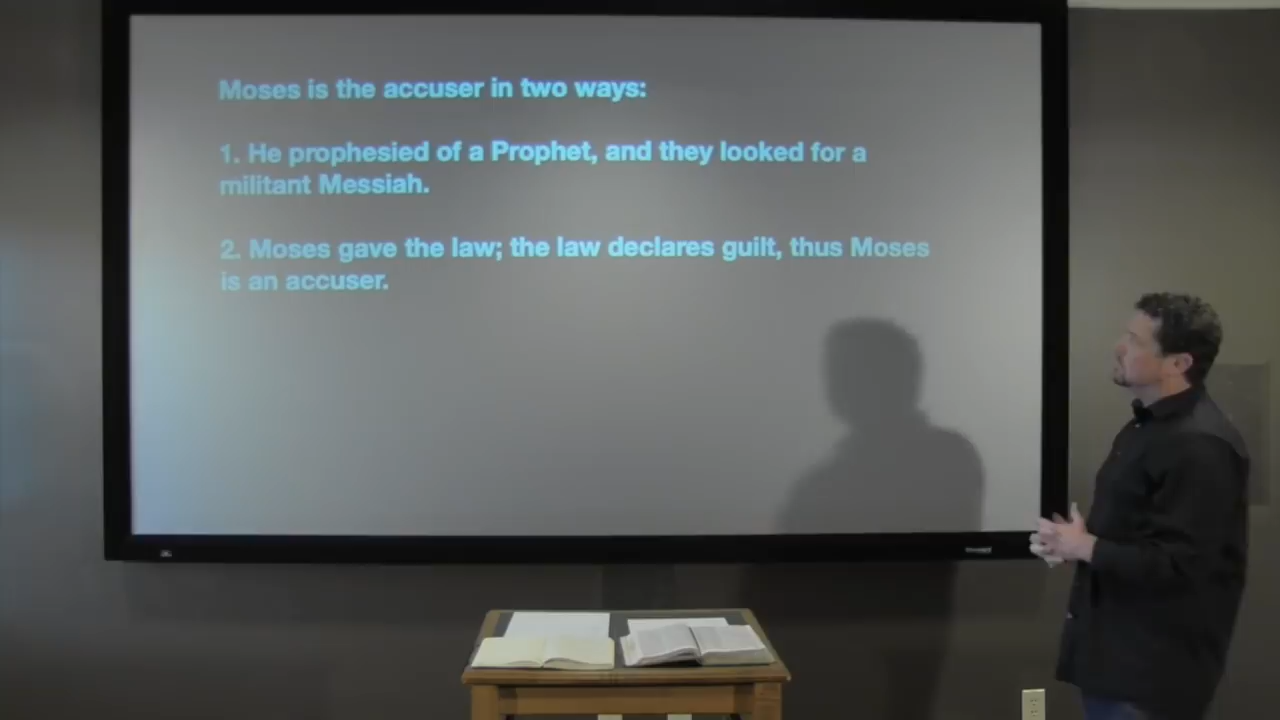 Moses is the accuser in two ways:
1. He prophesied of a Prophet, and they looked for a
militant Messiah.
2. Moses gave the law; the law declares guilt, thus Moses
is an accuser.